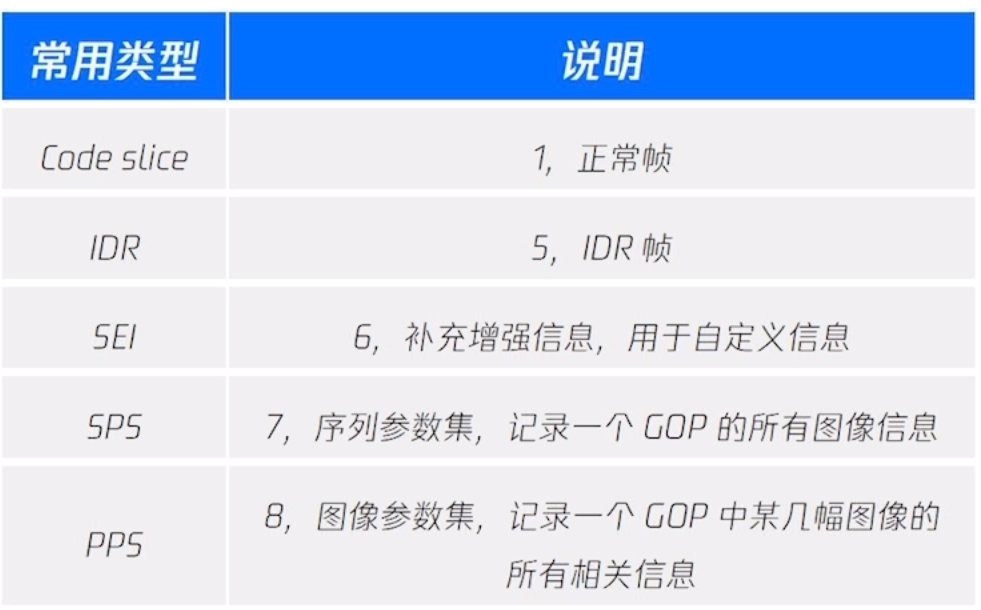 常用类型 说明
Code slice 1，正常帧
IDR 5，IDR 帧
SEI 6，补充增强信息，用于自定义信息
SPS 7，序列参数集，记录一个 GOP 的所有图像信息
PPS 8，图像参数集，记录一个 GOP 中某几幅图像的
所有相关信息